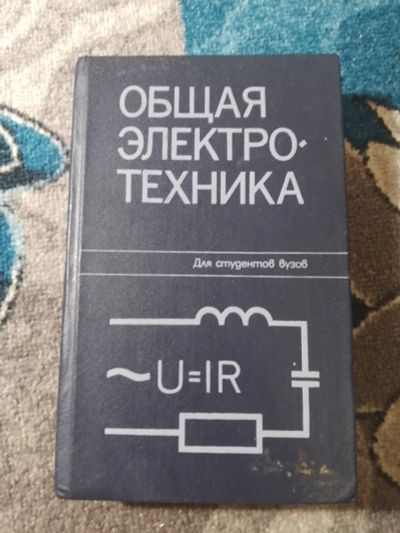 ОБЩАЯ
ЭЛЕКТРО-
ТЕХНИКА
Для студентов вузов
~U=IR